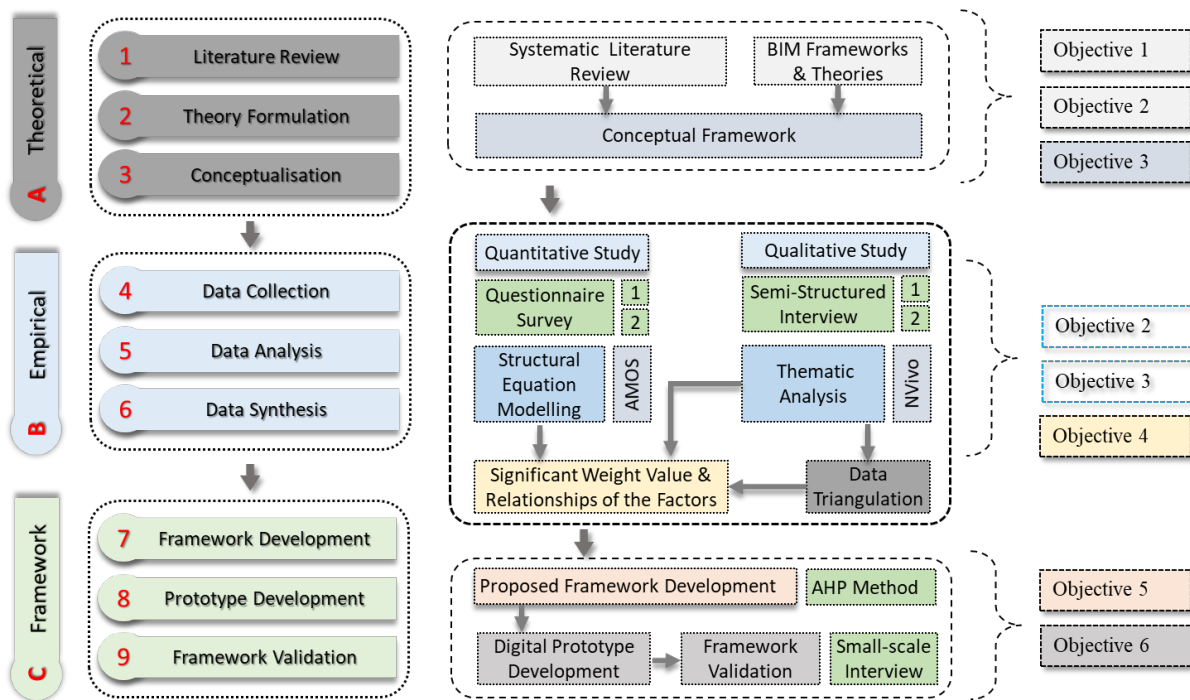 A Theoretical
1 Literature Review
2 Theory Formulation
3 Conceptualisation
Systematic Literature
Review
BIM Frameworks
& Theories
Conceptual Framework
Objective 1
Objective 2
Objective 3
B Empirical
4 Data Collection
5 Data Analysis
6 Data Synthesis
Quantitative Study
Questionnaire
Survey
1
2
Structural
Equation
Modelling
AMOS
Qualitative Study
Semi-Structured
Interview
1
2
Thematic
Analysis
NVivo
Significant Weight Value &
Relationships of the Factors
Data
Triangulation
Objective 2
Objective 3
Objective 4
C Framework
7 Framework Development
8 Prototype Development
9 Framework Validation
Proposed Framework Development
AHP Method
Digital Prototype
Development
Framework
Validation
Small-scale
Interview
Objective 5
Objective 6